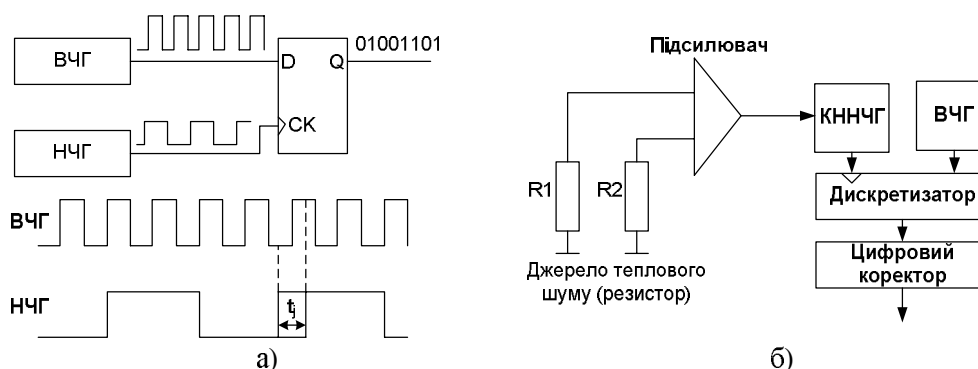 ВЧГ
01001101
D Q
CK
НЧГ
ВЧГ
НЧГ
tj
а)
Підсилювач
КННЧГ
ВЧГ
R1
R2
Дискретизатор
Цифровий
коректор
Джерело теплового
шуму (резистор)
б)